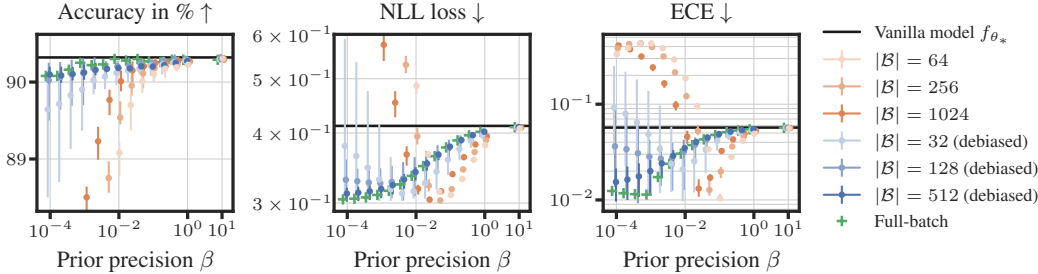 Accuracy in % ↑
90
89
10⁻⁴
10⁻²
10⁰
10¹
Prior precision β
NLL loss ↓
6 × 10⁻¹
5 × 10⁻¹
4 × 10⁻¹
3 × 10⁻¹
10⁻⁴
10⁻²
10⁰
10¹
Prior precision β
ECE ↓
10⁻¹
10⁻²
10⁻⁴
10⁻²
10⁰
10¹
Prior precision β
Vanilla model f_{θ_*}
|ℬ| = 64
|ℬ| = 256
|ℬ| = 1024
|ℬ| = 32 (debiased)
|ℬ| = 128 (debiased)
|ℬ| = 512 (debiased)
Full-batch